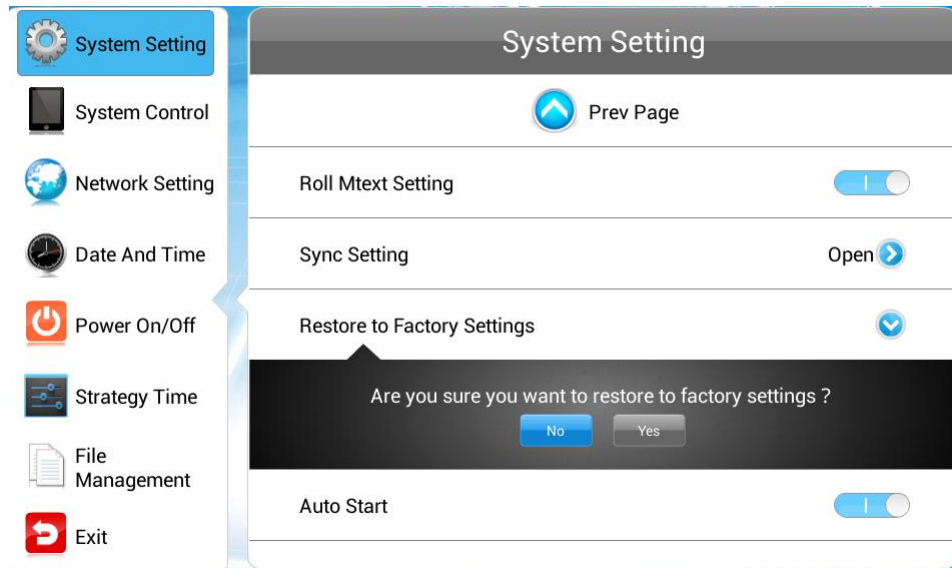 System Setting
System Control
Network Setting
Date And Time
Power On/Off
Strategy Time
File
Management
Exit
System Setting
Prev Page
Roll Mtext Setting
Sync Setting
Open
Restore to Factory Settings
Are you sure you want to restore to factory settings ?
No
Yes
Auto Start